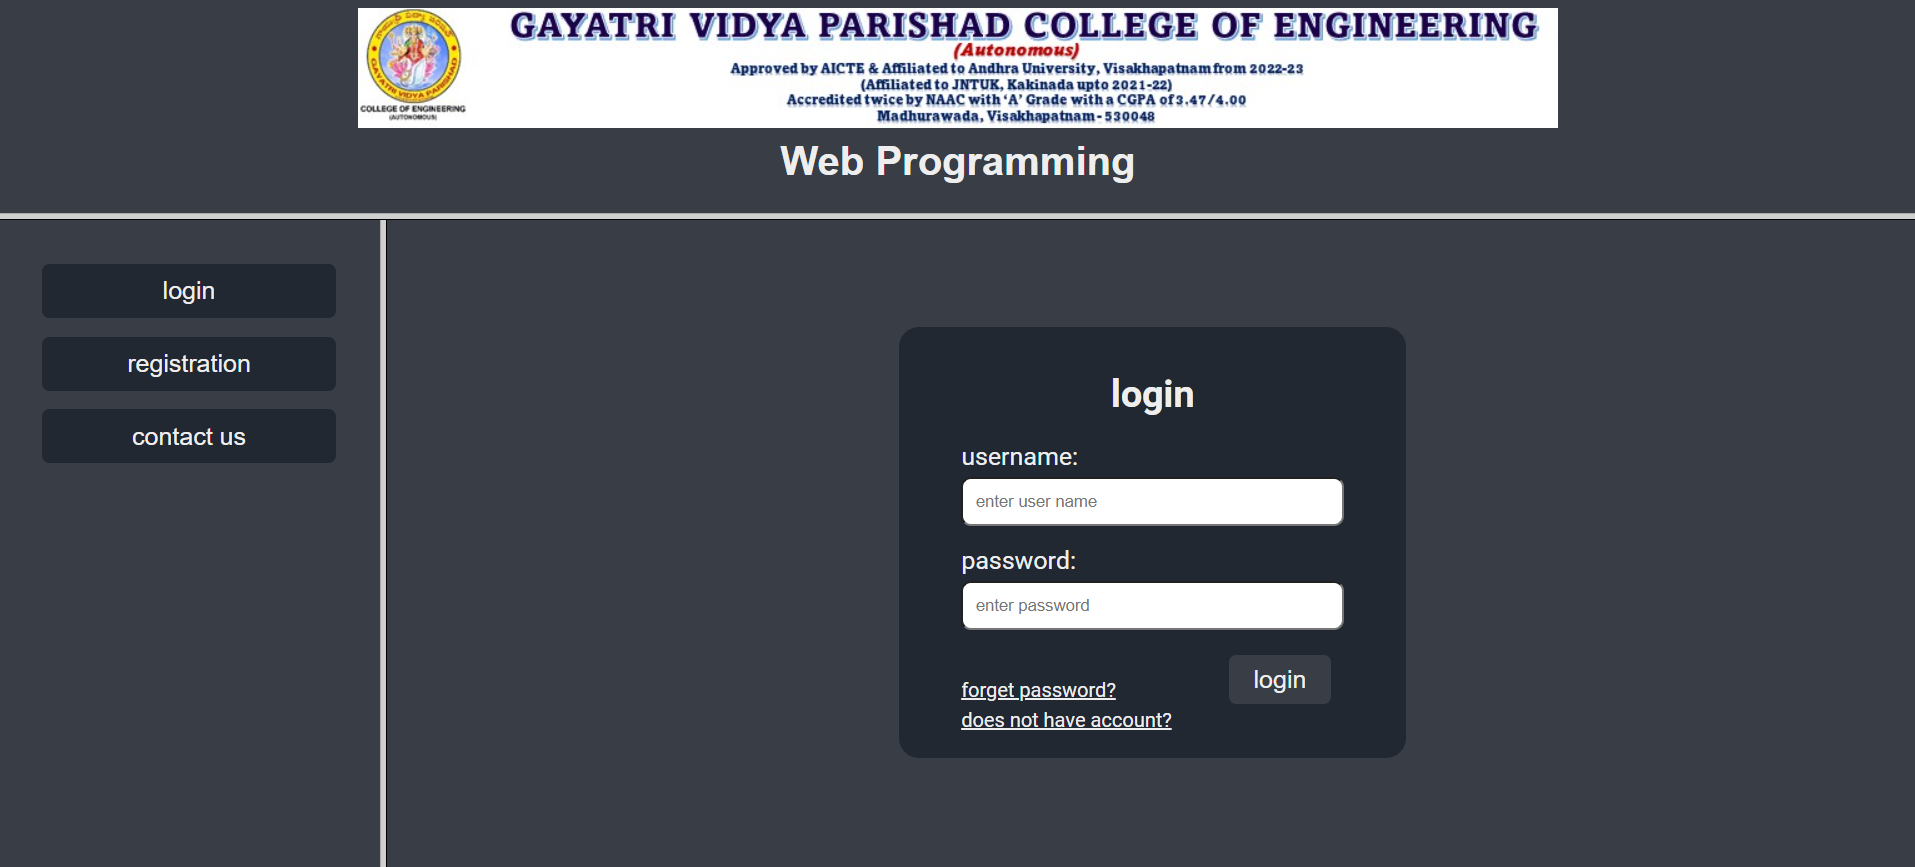 GAYATRI VIDYA PARISHAD COLLEGE OF ENGINEERING
(Autonomous)
Approved by AICTE & Affiliated to Andhra University, Visakhapatnam from 2022-23
(Affiliated to JNTUK, Kakinada upto 2021-22)
Accredited twice by NAAC with ‘A’ Grade with a CGPA of 3.47/4.00
Madhurawada, Visakhapatnam - 530048
GAYATRI VIDYA PARISHAD
COLLEGE OF ENGINEERING
(AUTONOMOUS)
Web Programming
login
registration
contact us
login
username:
enter user name
password:
enter password
login
forget password?
does not have account?